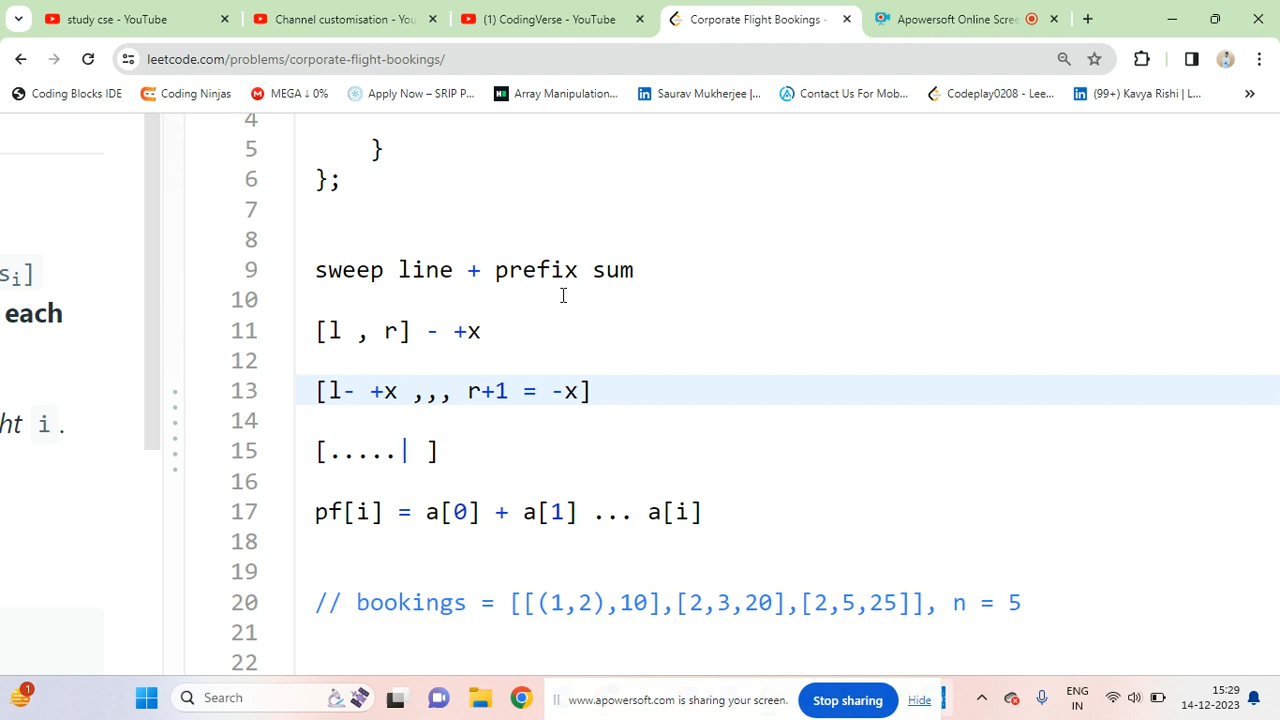 study cse - YouTube
Channel customisation - You
(1) CodingVerse - YouTube
Corporate Flight Bookings -
Apowersoft Online Scree
leetcode.com/problems/corporate-flight-bookings/
Coding Blocks IDE
Coding Ninjas
MEGA ↓ 0%
Apply Now – SRIP P...
Array Manipulation...
Saurav Mukherjee |...
Contact Us For Mob...
Codeplay0208 - Lee...
(99+) Kavya Rishi | L...
»
4
5 }
6 };
7
8
9 sweep line + prefix sum
10
11 [l , r] - +x
12
13 [l- +x ,,, r+1 = -x]
14
15 [..... ]
16
17 pf[i] = a[0] + a[1] ... a[i]
18
19
20 // bookings = [[(1,2),10],[2,3,20],[2,5,25]], n = 5
21
22
si]
each
ht i.
1
Search
www.apowersoft.com is sharing your screen.
Stop sharing
Hide
ENG
IN
15:29
14-12-2023